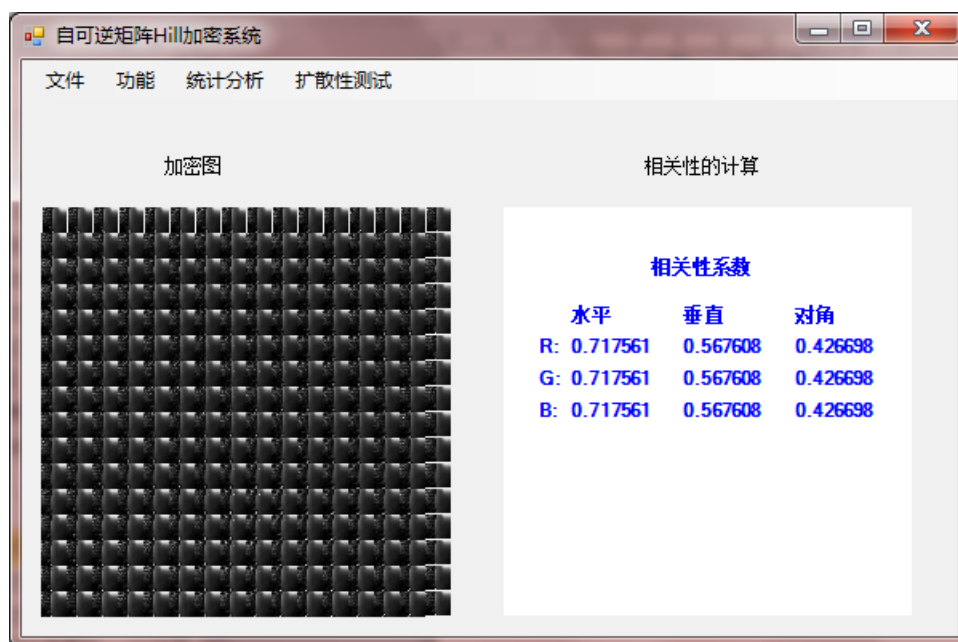 自可逆矩阵Hill加密系统
文件 功能 统计分析 扩散性测试
加密图 相关性的计算
相关性系数
水平 垂直 对角
R: 0.717561 0.567608 0.426698
G: 0.717561 0.567608 0.426698
B: 0.717561 0.567608 0.426698